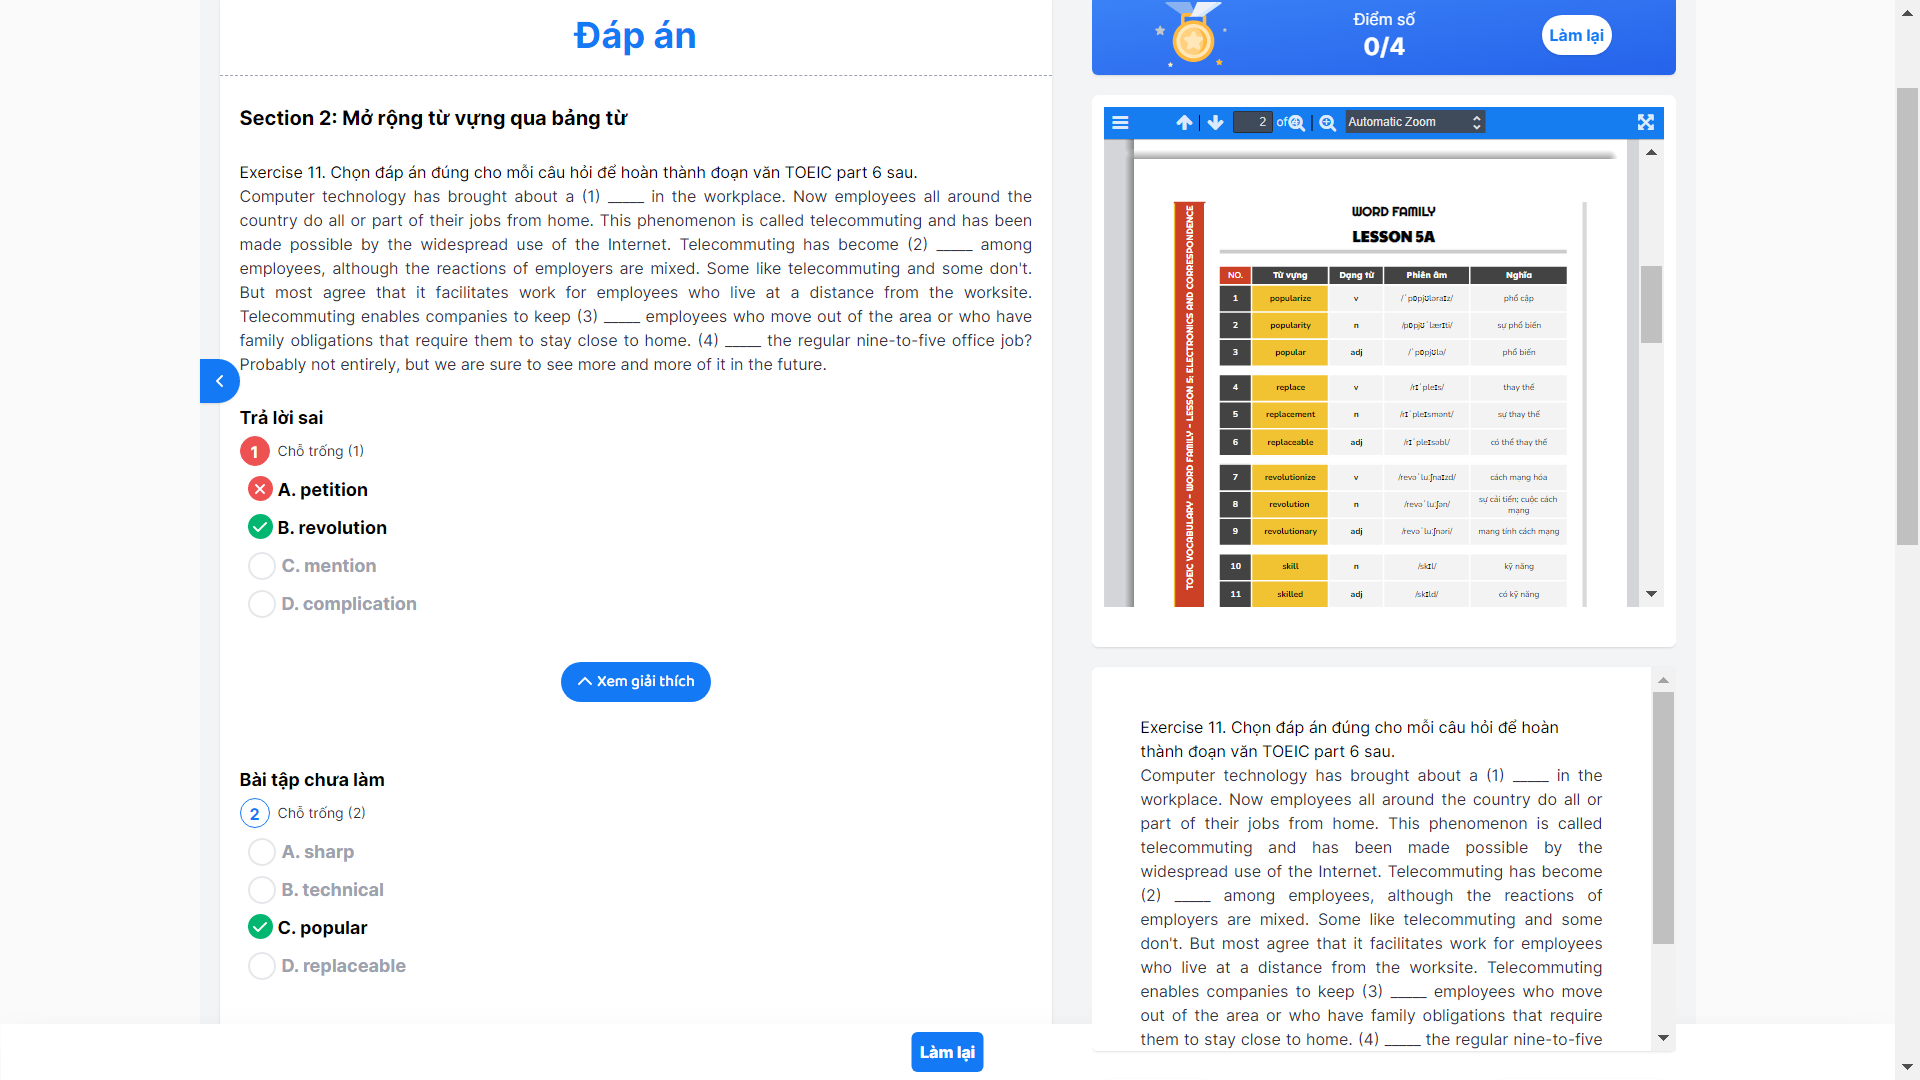 Đáp án
Section 2: Mở rộng từ vựng qua bảng từ
Exercise 11. Chọn đáp án đúng cho mỗi câu hỏi để hoàn thành đoạn văn TOEIC part 6 sau.
Computer technology has brought about a (1) _____ in the workplace. Now employees all around the
country do all or part of their jobs from home. This phenomenon is called telecommuting and has been
made possible by the widespread use of the Internet. Telecommuting has become (2) _____ among
employees, although the reactions of employers are mixed. Some like telecommuting and some don't.
But most agree that it facilitates work for employees who live at a distance from the worksite.
Telecommuting enables companies to keep (3) _____ employees who move out of the area or who have
family obligations that require them to stay close to home. (4) _____ the regular nine-to-five office job?
Probably not entirely, but we are sure to see more and more of it in the future.
Trả lời sai
1 Chỗ trống (1)
A. petition
B. revolution
C. mention
D. complication
Xem giải thích
Bài tập chưa làm
2 Chỗ trống (2)
A. sharp
B. technical
C. popular
D. replaceable
Làm lại
Điểm số
0/4
Làm lại
2 of Automatic Zoom
TOEIC VOCABULARY - WORD FAMILY - LESSON 5: ELECTRONICS AND CORRESPONDENCE
WORD FAMILY
LESSON 5A
NO. Từ vựng Dạng từ Phiên âm Nghĩa
1 popularize v /ˈpɒpjʊləraɪz/ phổ cập
2 popularity n /pɒpjʊˈlærɪti/ sự phổ biến
3 popular adj /ˈpɒpjʊlə/ phổ biến
4 replace v /rɪˈpleɪs/ thay thế
5 replacement n /rɪˈpleɪsmənt/ sự thay thế
6 replaceable adj /rɪˈpleɪsəbl/ có thể thay thế
7 revolutionize v /revəˈluːʃnaɪzd/ cách mạng hóa
8 revolution n /revəˈluːʃən/ sự cải tiến; cuộc cách mạng
9 revolutionary adj /revəˈluːʃnəri/ mang tính cách mạng
10 skill n /skɪl/ kỹ năng
11 skilled adj /skɪld/ có kỹ năng
Exercise 11. Chọn đáp án đúng cho mỗi câu hỏi để hoàn
thành đoạn văn TOEIC part 6 sau.
Computer technology has brought about a (1) _____ in the
workplace. Now employees all around the country do all or
part of their jobs from home. This phenomenon is called
telecommuting and has been made possible by the
widespread use of the Internet. Telecommuting has become
(2) _____ among employees, although the reactions of
employers are mixed. Some like telecommuting and some
don't. But most agree that it facilitates work for employees
who live at a distance from the worksite. Telecommuting
enables companies to keep (3) _____ employees who move
out of the area or who have family obligations that require
them to stay close to home. (4) _____ the regular nine-to-five